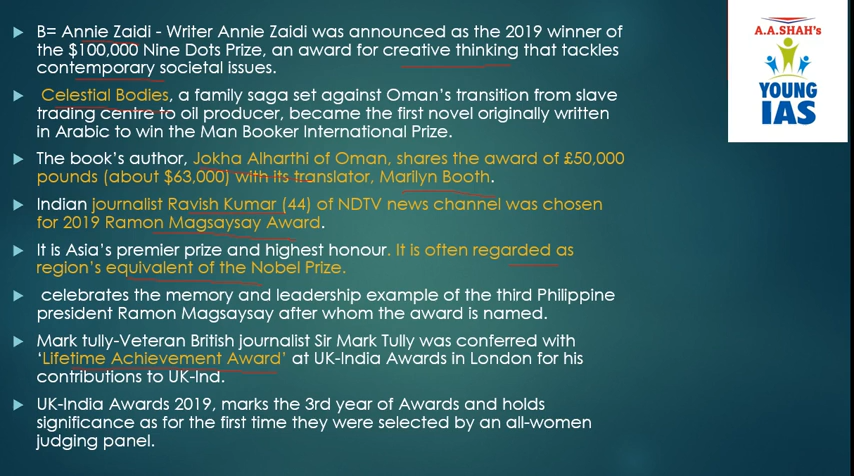 B= Annie Zaidi - Writer Annie Zaidi was announced as the 2019 winner of
the $100,000 Nine Dots Prize, an award for creative thinking that tackles
contemporary societal issues.
Celestial Bodies, a family saga set against Oman's transition from slave
trading centre to oil producer, became the first novel originally written
in Arabic to win the Man Booker International Prize.
The book's author, Jokha Alharthi of Oman, shares the award of £50,000
pounds (about $63,000) with its translator, Marilyn Booth.
Indian journalist Ravish Kumar (44) of NDTV news channel was chosen
for 2019 Ramon Magsaysay Award.
It is Asia's premier prize and highest honour. It is often regarded as
region's equivalent of the Nobel Prize.
celebrates the memory and leadership example of the third Philippine
president Ramon Magsaysay after whom the award is named.
Mark tully-Veteran British journalist Sir Mark Tully was conferred with
‘Lifetime Achievement Award’ at UK-India Awards in London for his
contributions to UK-Ind.
UK-India Awards 2019, marks the 3rd year of Awards and holds
significance as for the first time they were selected by an all-women
judging panel.
A.A.SHAH's
YOUNG
IAS